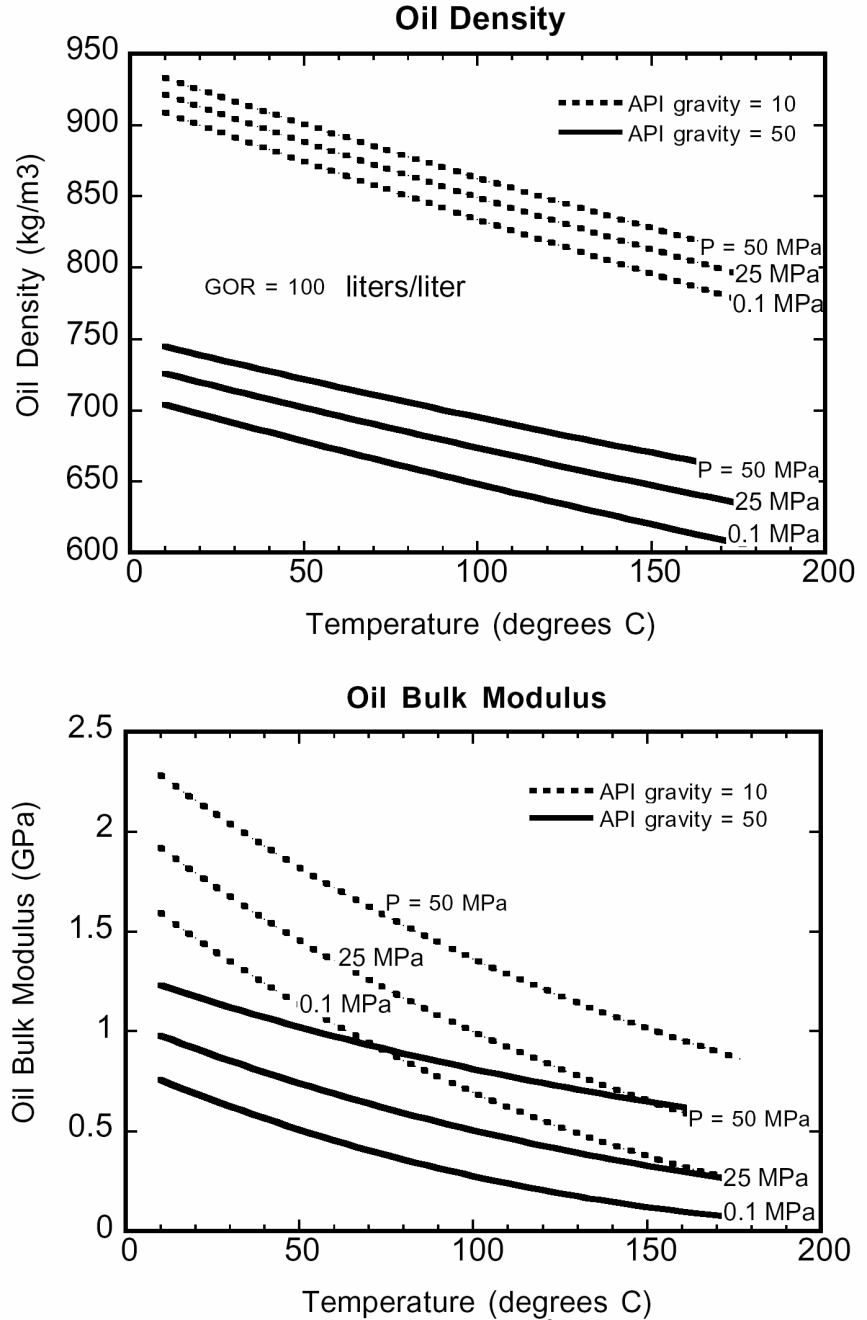 Oil Density
950
900
850
800
750
700
650
600
Oil Density (kg/m3)
API gravity = 10
API gravity = 50
GOR = 100 liters/liter
P = 50 MPa
25 MPa
0.1 MPa
P = 50 MPa
25 MPa
0.1 MPa
0 50 100 150 200
Temperature (degrees C)
Oil Bulk Modulus
2.5
2
1.5
1
0.5
0
Oil Bulk Modulus (GPa)
API gravity = 10
API gravity = 50
P = 50 MPa
25 MPa
0.1 MPa
P = 50 MPa
25 MPa
0.1 MPa
0 50 100 150 200
Temperature (degrees C)